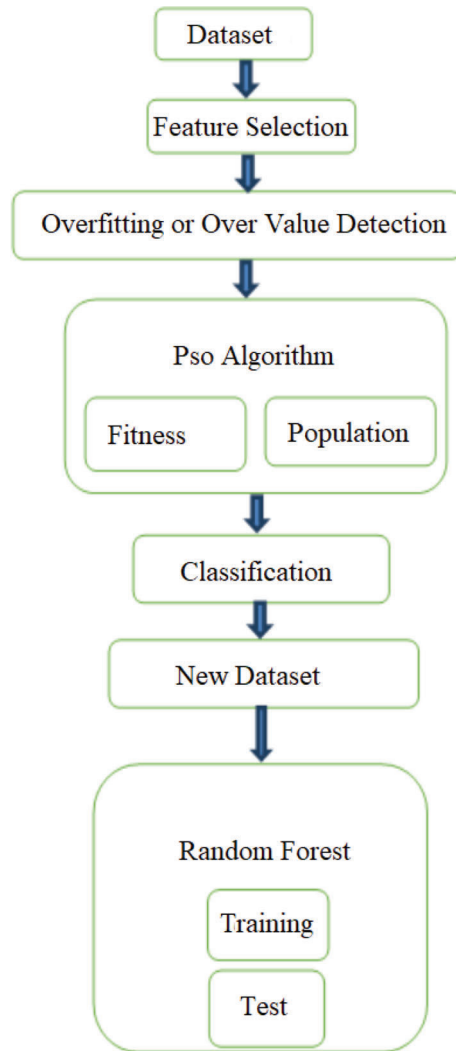 Dataset
Feature Selection
Overfitting or Over Value Detection
Pso Algorithm
Fitness
Population
Classification
New Dataset
Random Forest
Training
Test